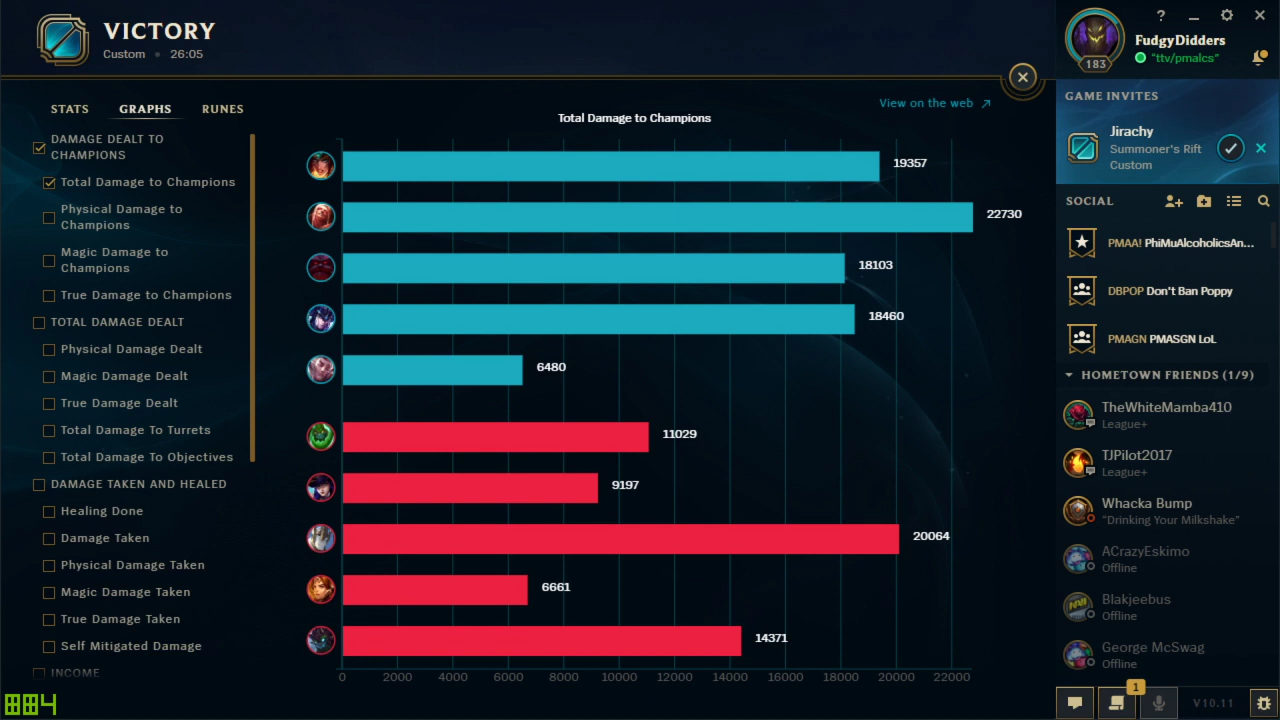 VICTORY
Custom • 26:05
STATS GRAPHS RUNES
View on the web
Total Damage to Champions
DAMAGE DEALT TO
CHAMPIONS
Total Damage to Champions
Physical Damage to
Champions
Magic Damage to
Champions
True Damage to Champions
TOTAL DAMAGE DEALT
Physical Damage Dealt
Magic Damage Dealt
True Damage Dealt
Total Damage To Turrets
Total Damage To Objectives
DAMAGE TAKEN AND HEALED
Healing Done
Damage Taken
Physical Damage Taken
Magic Damage Taken
True Damage Taken
Self Mitigated Damage
INCOME
19357
22730
18103
18460
6480
11029
9197
20064
6661
14371
0 2000 4000 6000 8000 10000 12000 14000 16000 18000 20000 22000
?
183
FudgyDidders
"ttv/pmalcs"
GAME INVITES
Jirachy
Summoner's Rift
Custom
SOCIAL
PMAA! PhiMuAlcoholicsAn...
DBPOP Don't Ban Poppy
PMAGN PMASGN LoL
HOMETOWN FRIENDS (1/9)
TheWhiteMamba410
League+
TJPilot2017
League+
Whacka Bump
"Drinking Your Milkshake"
ACrazyEskimo
Offline
Blakjeebus
Offline
George McSwag
Offline
1
V10.11